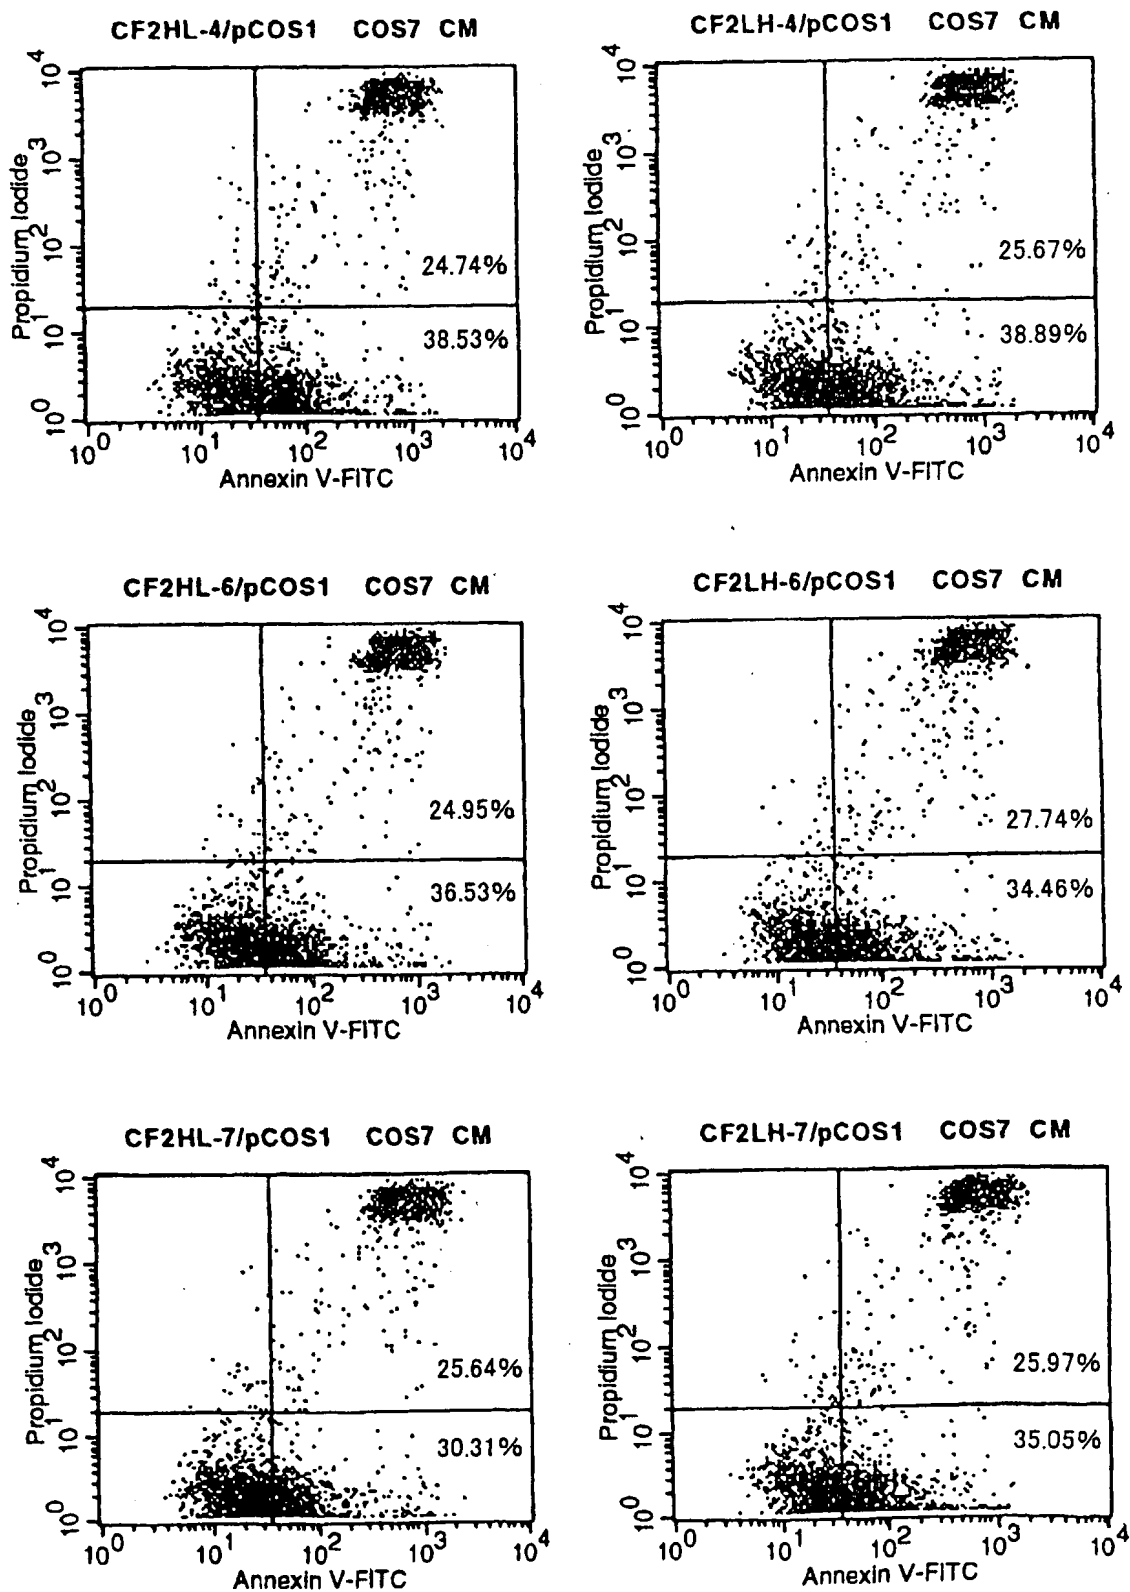 CF2HL-4/pCOS1 COS7 CM
10^4
10^3
10^2
10^1
10^0
Propidium Iodide
24.74%
38.53%
10^0 10^1 10^2 10^3 10^4
Annexin V-FITC
CF2LH-4/pCOS1 COS7 CM
10^4
10^3
10^2
10^1
10^0
Propidium Iodide
25.67%
38.89%
10^0 10^1 10^2 10^3 10^4
Annexin V-FITC
CF2HL-6/pCOS1 COS7 CM
10^4
10^3
10^2
10^1
10^0
Propidium Iodide
24.95%
36.53%
10^0 10^1 10^2 10^3 10^4
Annexin V-FITC
CF2LH-6/pCOS1 COS7 CM
10^4
10^3
10^2
10^1
10^0
Propidium Iodide
27.74%
34.46%
10^0 10^1 10^2 10^3 10^4
Annexin V-FITC
CF2HL-7/pCOS1 COS7 CM
10^4
10^3
10^2
10^1
10^0
Propidium Iodide
25.64%
30.31%
10^0 10^1 10^2 10^3 10^4
Annexin V-FITC
CF2LH-7/pCOS1 COS7 CM
10^4
10^3
10^2
10^1
10^0
Propidium Iodide
25.97%
35.05%
10^0 10^1 10^2 10^3 10^4
Annexin V-FITC